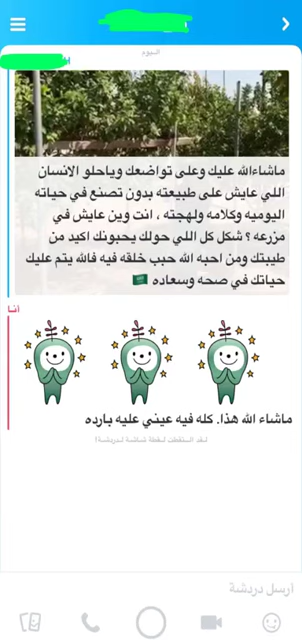 اليوم
ماشاءالله عليك وعلى تواضعك وياحلو الانسان
اللي عايش على طبيعته بدون تصنع في حياته
اليوميه وكلامه ولهجته ، انت وين عايش في
مزرعه ؟ شكل كل اللي حولك يحبونك اكيد من
طيبتك ومن احبه الله حبب خلقه فيه فالله يتم عليك
حياتك في صحه وسعاده 🇸🇦
أنا
ماشاء الله هذا. كله فيه عيني عليه بارده
لقد التقطت لقطة شاشة لدردشة!
ارسل دردشة